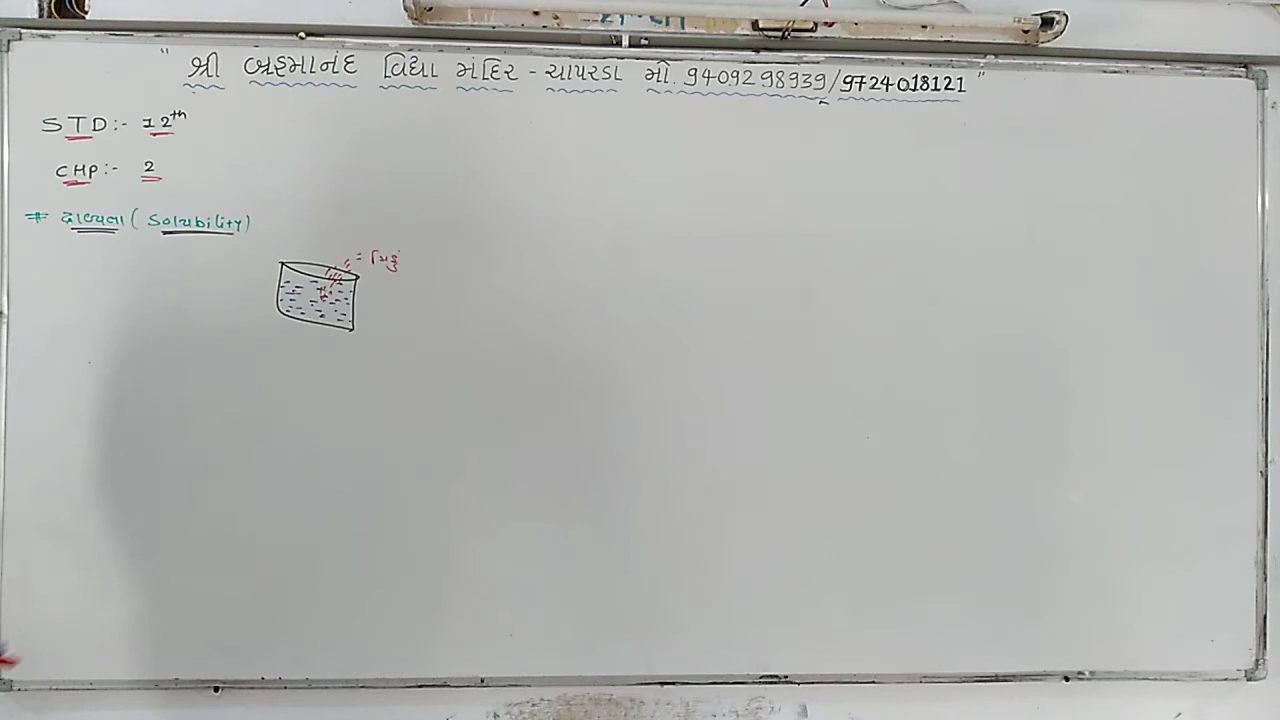 " શ્રી બ્રહ્માનંદ વિદ્યા મંદિર - ચાપરડા મો. 9409298939/9724018121 "
STD:- 12th
CHP:- 2
# દ્રાવ્યતા ( Solubility)
= મીઠું